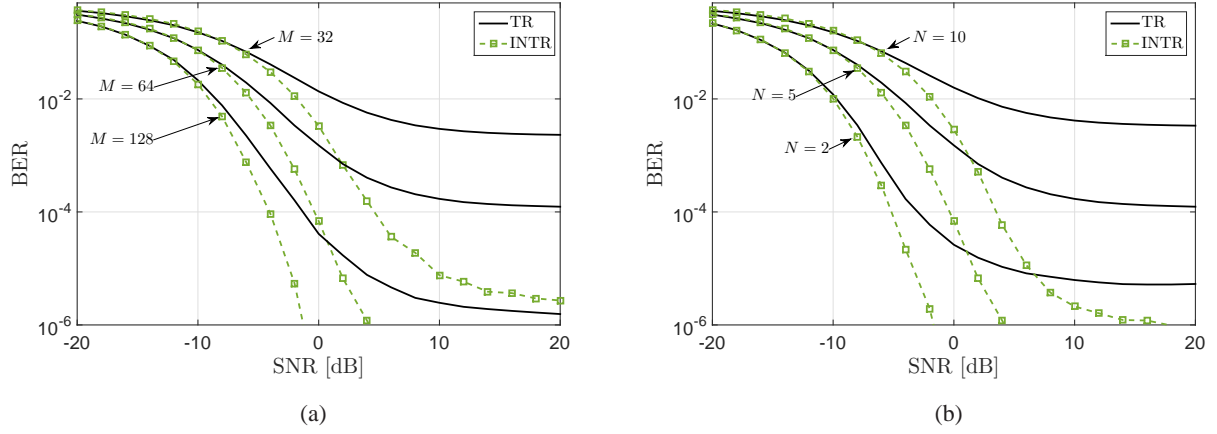 TR
INTR
M = 32
M = 64
M = 128
10^-2
10^-4
10^-6
BER
-20
-10
0
10
20
SNR [dB]
(a)
TR
INTR
N = 10
N = 5
N = 2
10^-2
10^-4
10^-6
BER
-20
-10
0
10
20
SNR [dB]
(b)